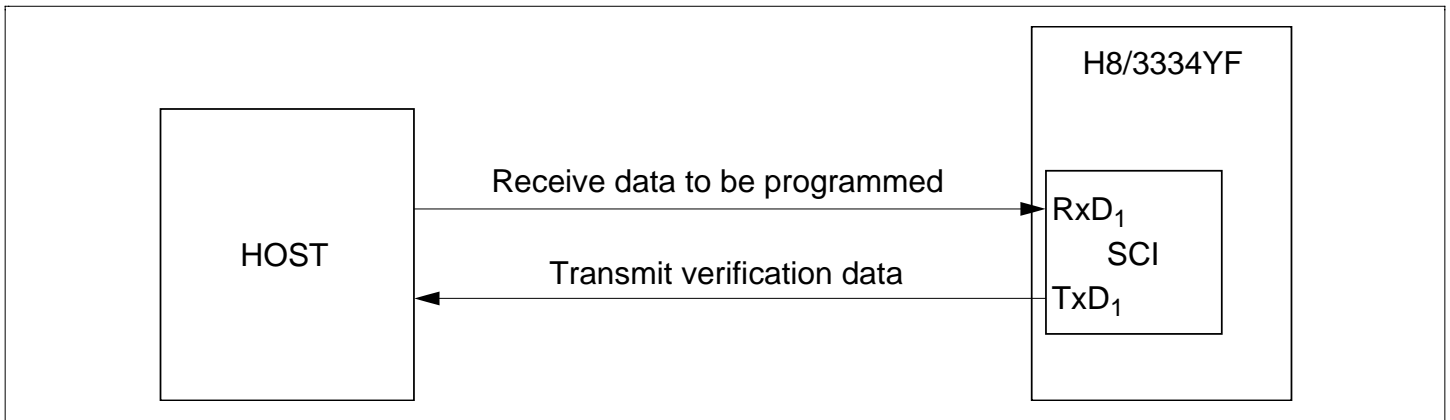 H8/3334YF
Receive data to be programmed
RxD₁
HOST
SCI
Transmit verification data
TxD₁